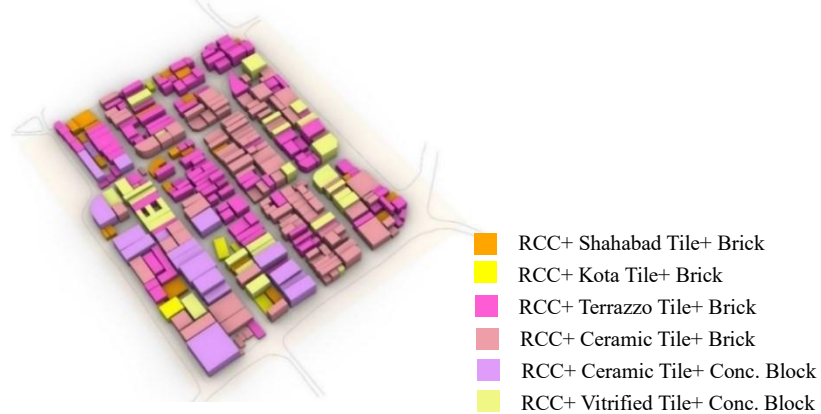 RCC+ Shahabad Tile+ Brick
RCC+ Kota Tile+ Brick
RCC+ Terrazzo Tile+ Brick
RCC+ Ceramic Tile+ Brick
RCC+ Ceramic Tile+ Conc. Block
RCC+ Vitrified Tile+ Conc. Block